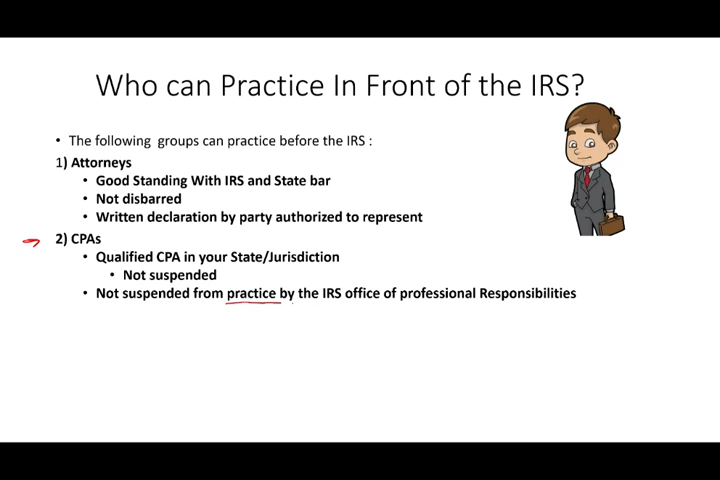 Who can Practice In Front of the IRS?
• The following groups can practice before the IRS :
1) Attorneys
• Good Standing With IRS and State bar
• Not disbarred
• Written declaration by party authorized to represent
2) CPAs
• Qualified CPA in your State/Jurisdiction
• Not suspended
• Not suspended from practice by the IRS office of professional Responsibilities